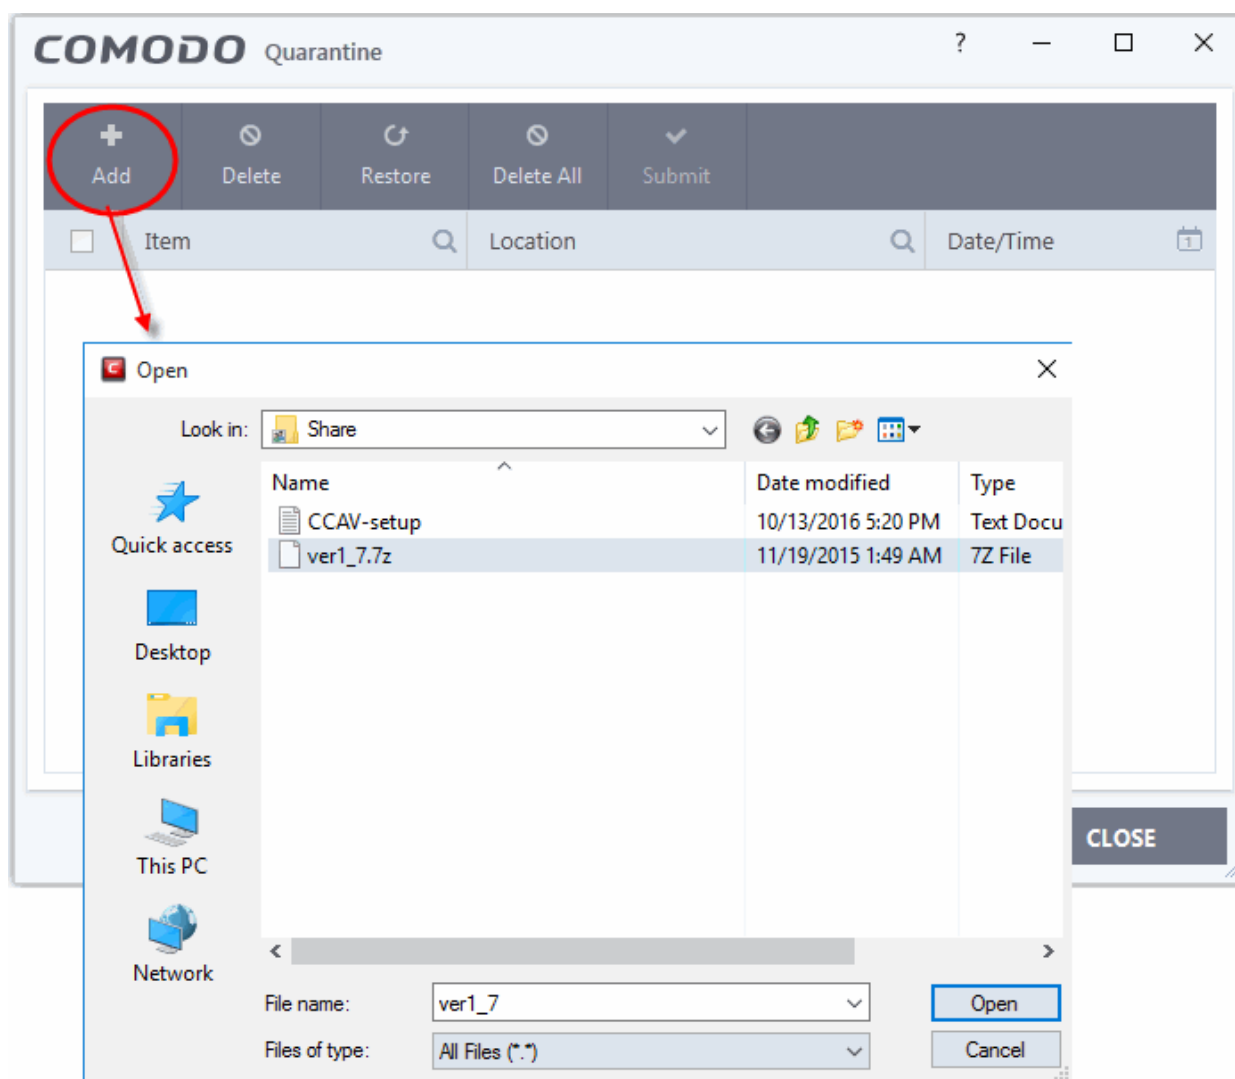 COMODO Quarantine ?
Add Delete Restore Delete All Submit
Item Location Date/Time
Open
Look in: Share
Name Date modified Type
CCAV-setup 10/13/2016 5:20 PM Text Docu
ver1_7.7z 11/19/2015 1:49 AM 7Z File
Quick access
Desktop
Libraries
This PC
Network
CLOSE
File name: ver1_7 Open
Files of type: All Files (*.*) Cancel